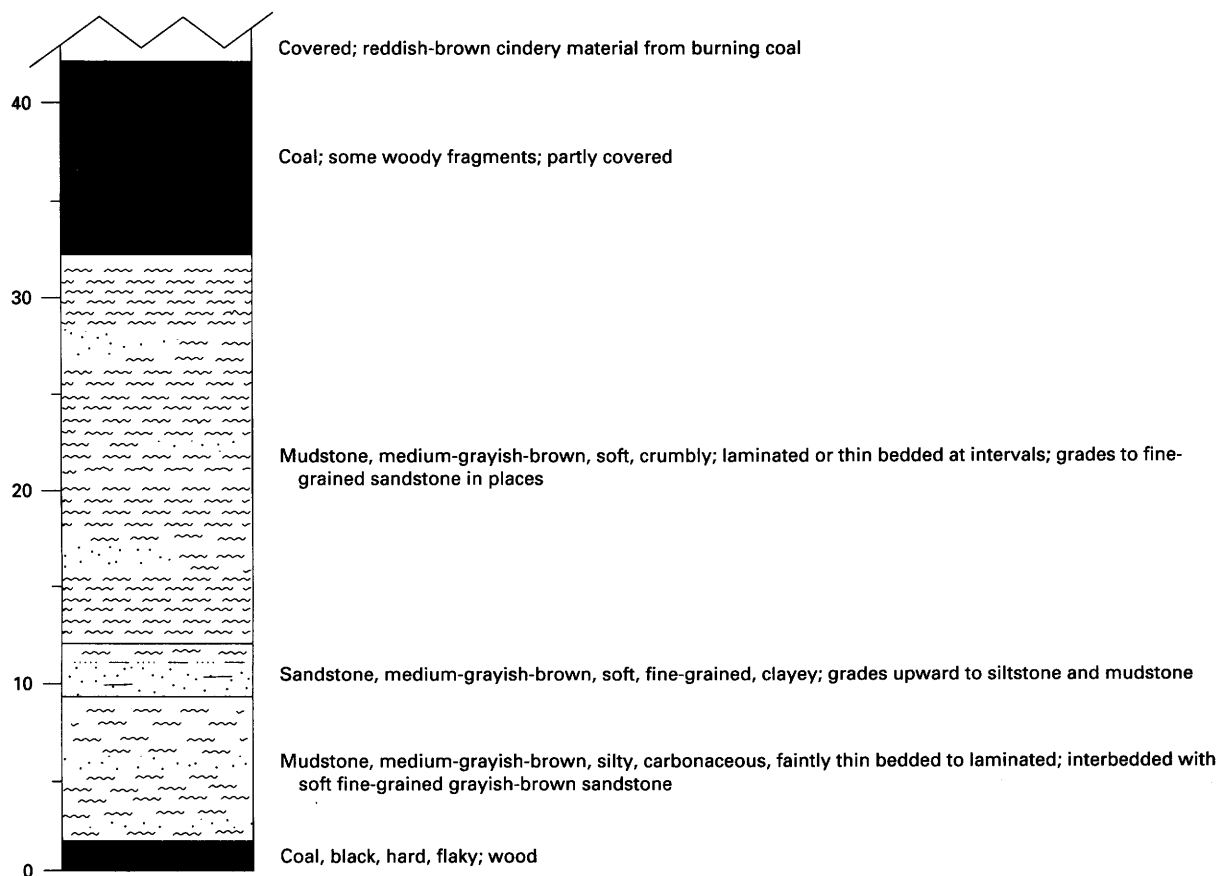 Covered; reddish-brown cindery material from burning coal
40
Coal; some woody fragments; partly covered
30
Mudstone, medium-grayish-brown, soft, crumbly; laminated or thin bedded at intervals; grades to fine-
grained sandstone in places
20
Sandstone, medium-grayish-brown, soft, fine-grained, clayey; grades upward to siltstone and mudstone
10
Mudstone, medium-grayish-brown, silty, carbonaceous, faintly thin bedded to laminated; interbedded with
soft fine-grained grayish-brown sandstone
Coal, black, hard, flaky; wood
0